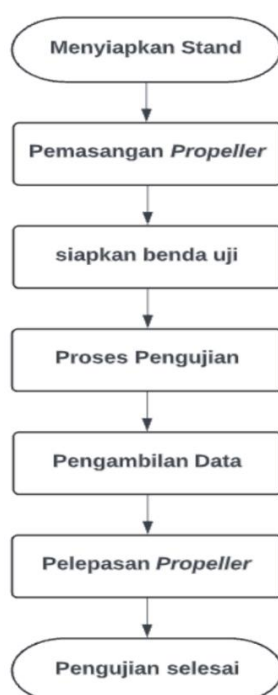 Menyiapkan Stand
Pemasangan Propeller
siapkan benda uji
Proses Pengujian
Pengambilan Data
Pelepasan Propeller
Pengujian selesai